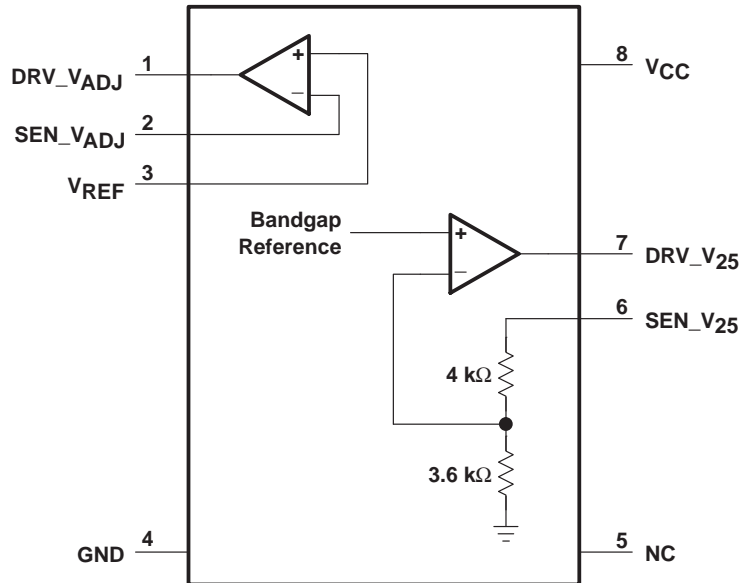 DRV_VADJ
1
SEN_VADJ
2
VREF
3
+
−
8
VCC
Bandgap
Reference
+
−
7
DRV_V25
6
SEN_V25
4 kΩ
3.6 kΩ
GND
4
5
NC